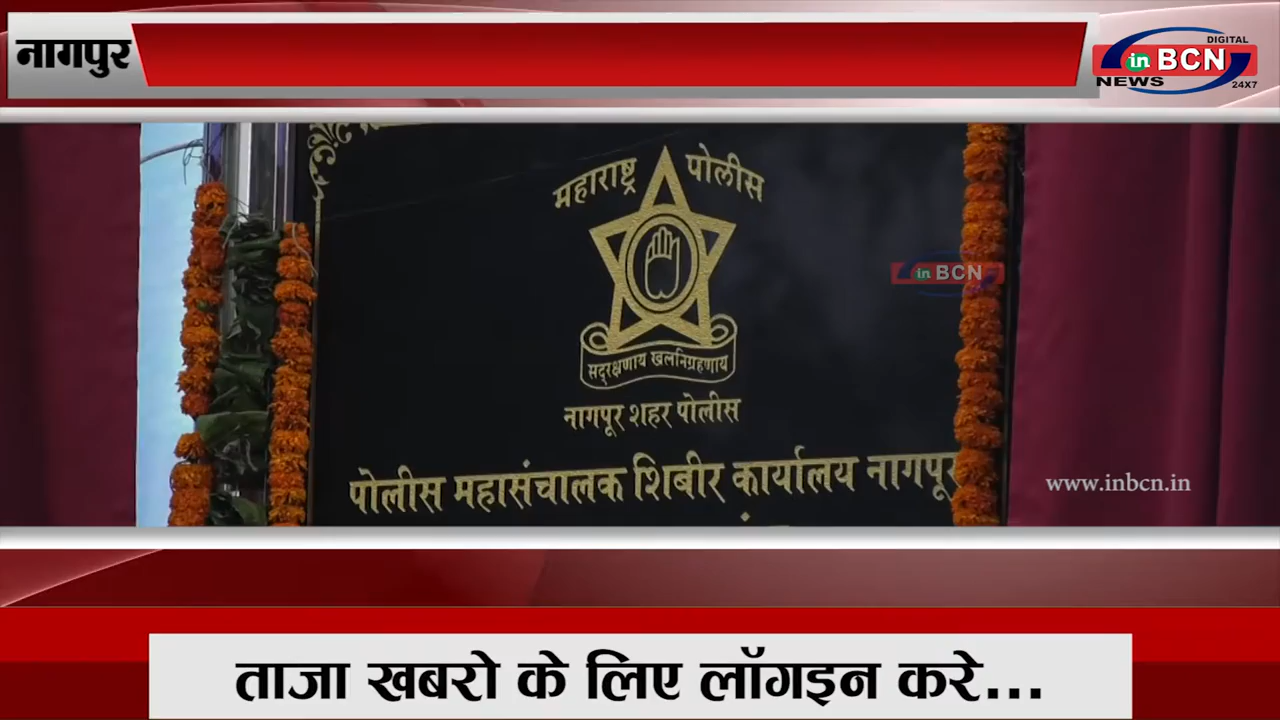 नागपुर
DIGITAL
in BCN
NEWS 24X7
महाराष्ट्र पोलीस
in BCN
सद्रक्षणाय खलनिग्रहणाय
नागपूर शहर पोलीस
पोलीस महासंचालक शिबीर कार्यालय नागपूर
www.inbcn.in
ताजा खबरो के लिए लॉगइन करे...